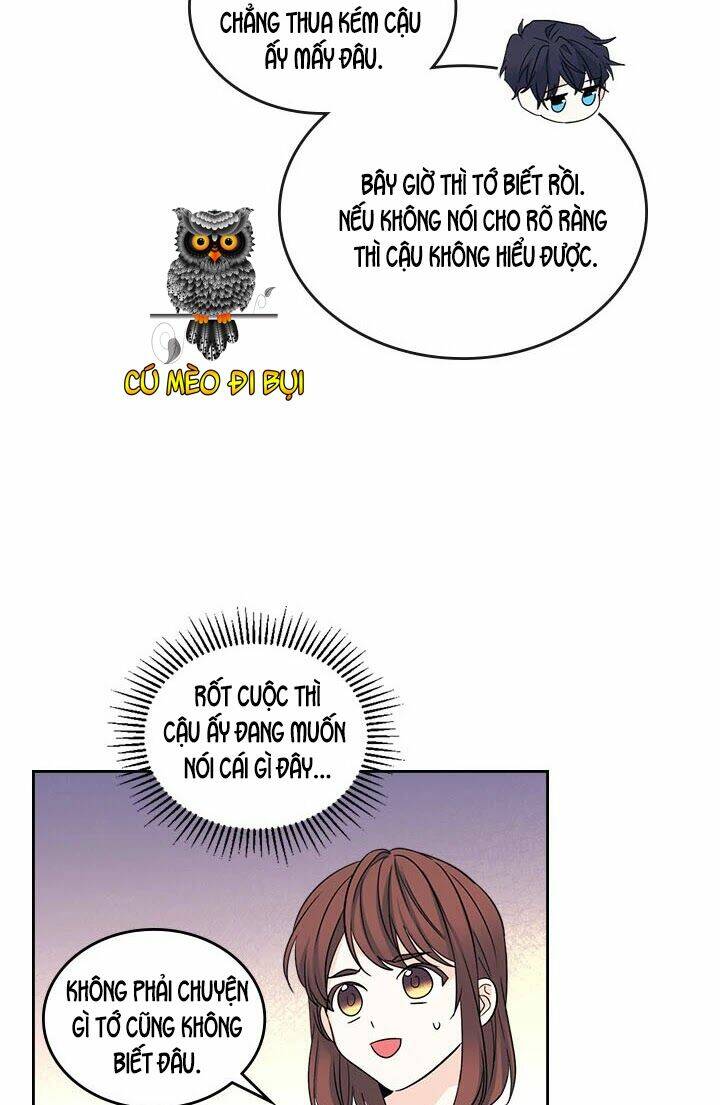 CHẲNG THUA KÉM CẬU
ẤY MẤY ĐÂU.
BÂY GIỜ THÌ TỚ BIẾT RỒI.
NẾU KHÔNG NÓI CHO RÕ RÀNG
THÌ CẬU KHÔNG HIỂU ĐƯỢC.
CÚ MÈO ĐI BỤI
RỐT CUỘC THÌ
CẬU ẤY ĐANG MUỐN
NÓI CÁI GÌ ĐÂY...
KHÔNG PHẢI CHUYỆN
GÌ TỚ CŨNG KHÔNG
BIẾT ĐÂU.